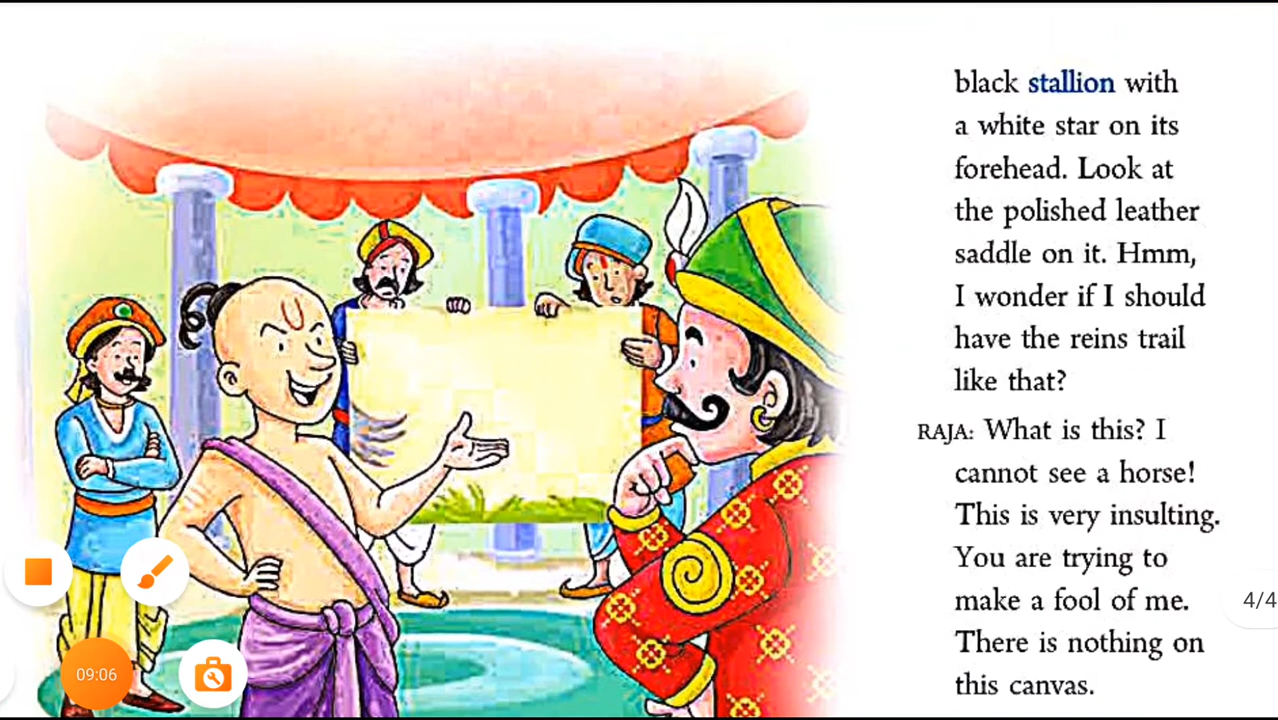 black stallion with
a white star on its
forehead. Look at
the polished leather
saddle on it. Hmm,
I wonder if I should
have the reins trail
like that?
RAJA: What is this? I
cannot see a horse!
This is very insulting.
You are trying to
make a fool of me.
There is nothing on
this canvas.
4/4
09:06